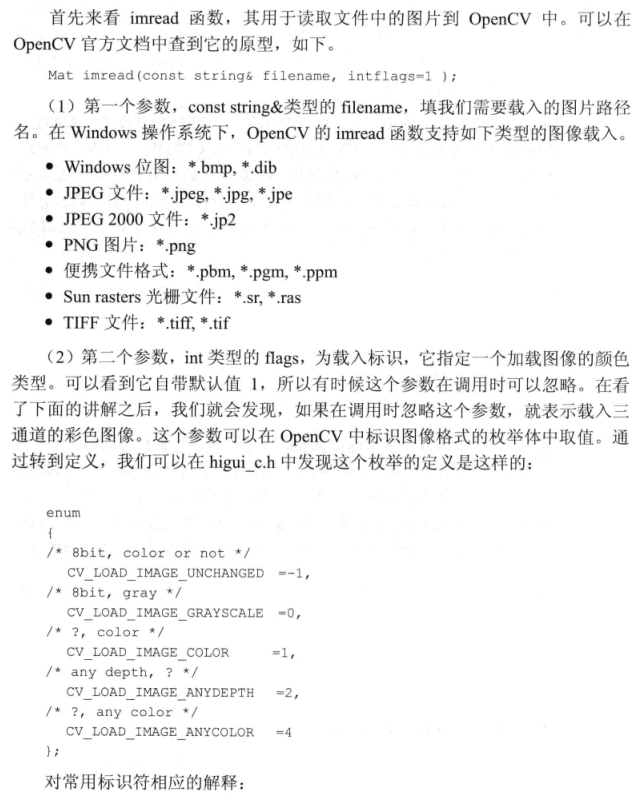 首先来看 imread 函数，其用于读取文件中的图片到 OpenCV 中。可以在
OpenCV 官方文档中查到它的原型，如下。
Mat imread(const string& filename, intflags=1 );
（1）第一个参数，const string&类型的 filename，填我们需要载入的图片路径
名。在 Windows 操作系统下，OpenCV 的 imread 函数支持如下类型的图像载入。
● Windows 位图：*.bmp, *.dib
● JPEG 文件：*.jpeg, *.jpg, *.jpe
● JPEG 2000 文件：*.jp2
● PNG 图片：*.png
● 便携文件格式：*.pbm, *.pgm, *.ppm
● Sun rasters 光栅文件：*.sr, *.ras
● TIFF 文件：*.tiff, *.tif
（2）第二个参数，int 类型的 flags，为载入标识，它指定一个加载图像的颜色
类型。可以看到它自带默认值 1，所以有时候这个参数在调用时可以忽略。在看
了下面的讲解之后，我们就会发现，如果在调用时忽略这个参数，就表示载入三
通道的彩色图像。这个参数可以在 OpenCV 中标识图像格式的枚举体中取值。通
过转到定义，我们可以在 higui_c.h 中发现这个枚举的定义是这样的：
enum
{
/* 8bit, color or not */
CV_LOAD_IMAGE_UNCHANGED =-1,
/* 8bit, gray */
CV_LOAD_IMAGE_GRAYSCALE =0,
/* ?, color */
CV_LOAD_IMAGE_COLOR =1,
/* any depth, ? */
CV_LOAD_IMAGE_ANYDEPTH =2,
/* ?, any color */
CV_LOAD_IMAGE_ANYCOLOR =4
};
对常用标识符相应的解释：